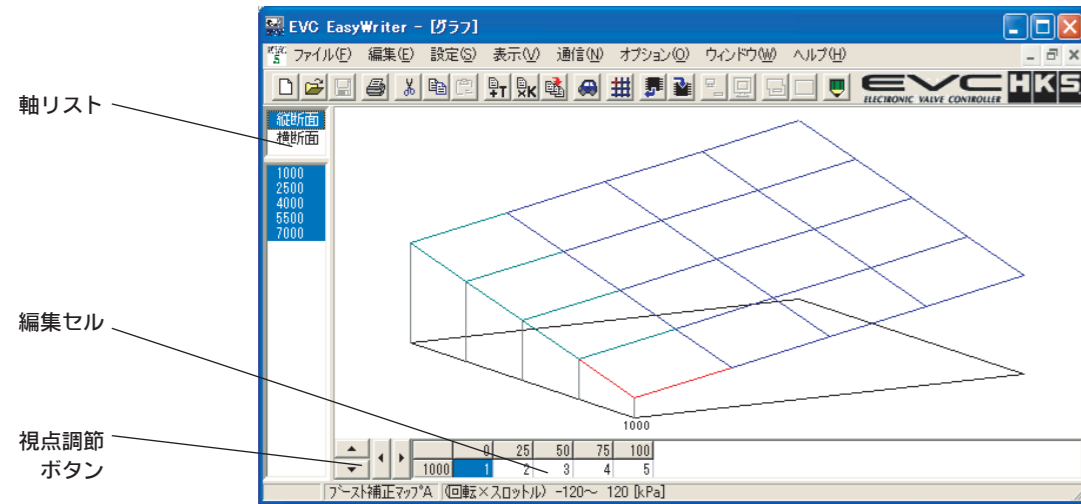 EVC EasyWriter - [グラフ]
ファイル(F) 編集(E) 設定(S) 表示(V) 通信(N) オプション(O) ウィンドウ(W) ヘルプ(H)
EVC HKS
ELECTRONIC VALVE CONTROLLER
軸リスト
縦断面
横断面
1000
2500
4000
5500
7000
編集セル
1000
視点調節
ボタン
0 25 50 75 100
1000 1 2 3 4 5
ブースト補正マップA (回転×スロットル) -120～ 120 [kPa]